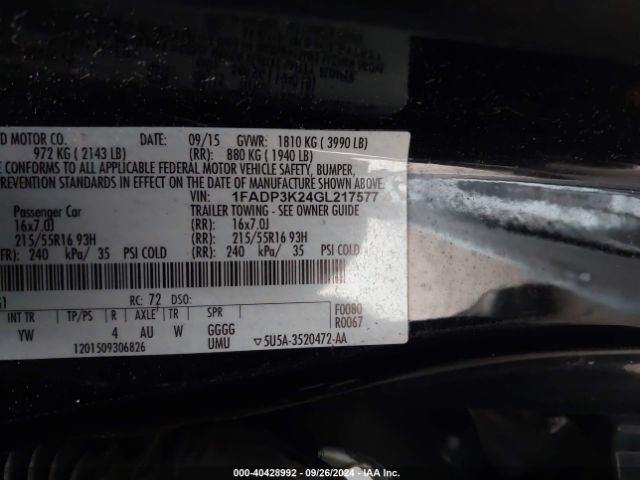 D MOTOR CO. DATE: 09/15 GVWR: 1810 KG ( 3990 LB)
972 KG ( 2143 LB) (RR): 880 KG ( 1940 LB)
E CONFORMS TO ALL APPLICABLE FEDERAL MOTOR VEHICLE SAFETY, BUMPER,
PREVENTION STANDARDS IN EFFECT ON THE DATE OF MANUFACTURE SHOWN ABOVE.
VIN: 1FADP3K24GL217577
Passenger Car TRAILER TOWING - SEE OWNER GUIDE
16x7.0J (RR): 16x7.0J
215/55R16 93H (RR): 215/55R16 93H
FR): 240 kPa/ 35 PSI COLD (RR): 240 kPa/ 35 PSI COLD
G1 RC: 72 DSO:
INT TR TP/PS R AXLE TR SPR F0080
YW 4 AU W GGGG R0067
1201509306826 UMU ▽5U5A-3520472-AA
000-40428992 - 09/26/2024 - IAAI.COM